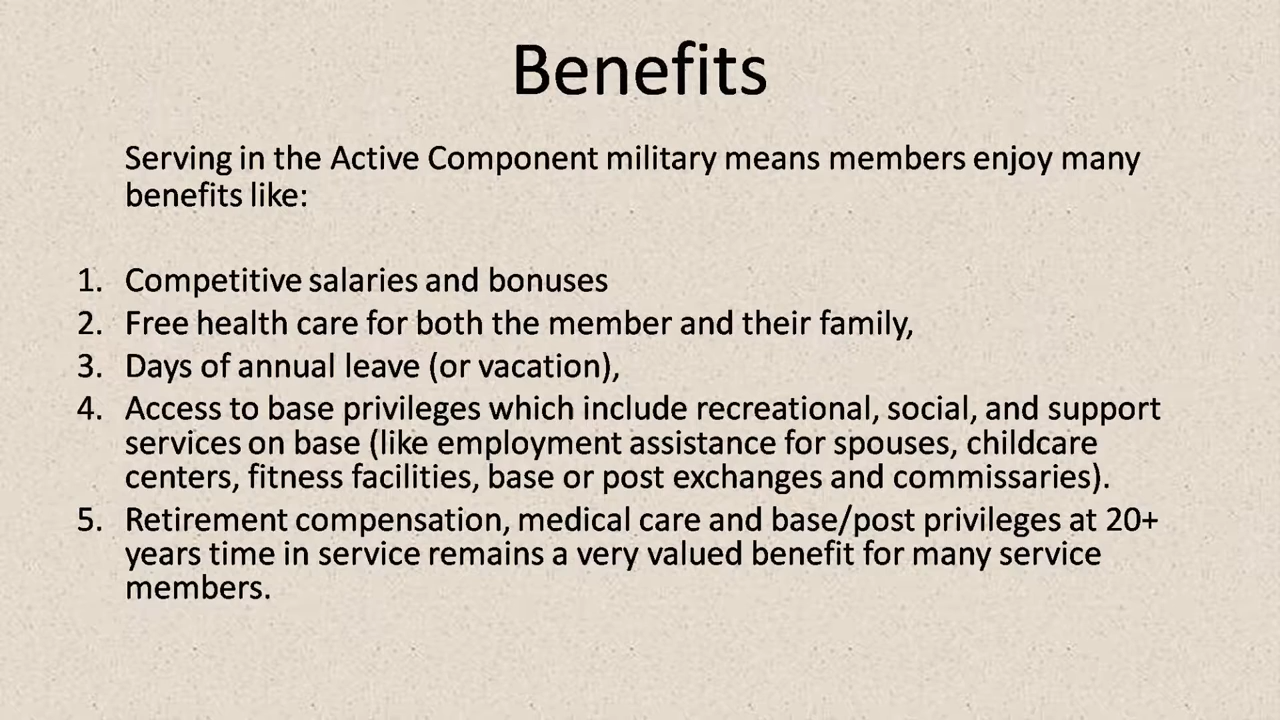 Benefits
Serving in the Active Component military means members enjoy many
benefits like:
1. Competitive salaries and bonuses
2. Free health care for both the member and their family,
3. Days of annual leave (or vacation),
4. Access to base privileges which include recreational, social, and support
services on base (like employment assistance for spouses, childcare
centers, fitness facilities, base or post exchanges and commissaries).
5. Retirement compensation, medical care and base/post privileges at 20+
years time in service remains a very valued benefit for many service
members.